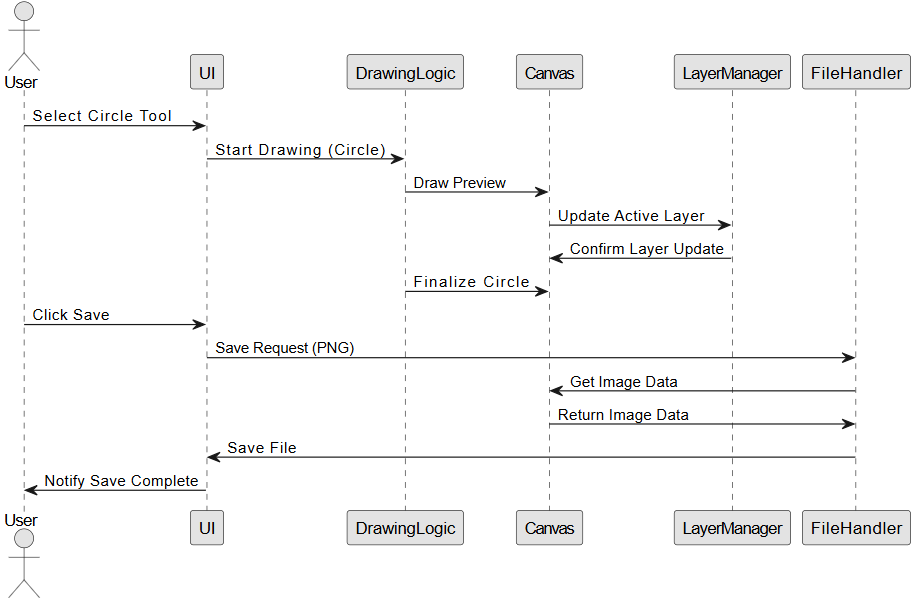 User
UI
DrawingLogic
Canvas
LayerManager
FileHandler
Select Circle Tool
Start Drawing (Circle)
Draw Preview
Update Active Layer
Confirm Layer Update
Finalize Circle
Click Save
Save Request (PNG)
Get Image Data
Return Image Data
Save File
Notify Save Complete
User
UI
DrawingLogic
Canvas
LayerManager
FileHandler